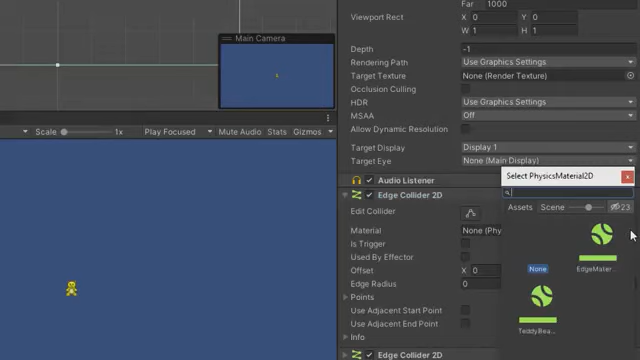 Far 1000
Viewport Rect X 0 Y 0
W 1 H 1
Main Camera
Depth -1
Rendering Path Use Graphics Settings
Target Texture None (Render Texture)
Occlusion Culling
HDR Use Graphics Settings
MSAA Off
Allow Dynamic Resolution
Scale 1x Play Focused Mute Audio Stats Gizmos
Target Display Display 1
Target Eye None (Main Display)
Select PhysicsMaterial2D x
Audio Listener
Edge Collider 2D
Assets Scene 23
Edit Collider
Material None (Phy
Is Trigger
Used By Effector
None EdgeMater...
Offset X 0
Edge Radius 0
Points
Use Adjacent Start Point
Use Adjacent End Point
TeddyBea...
Info
Edge Collider 2D